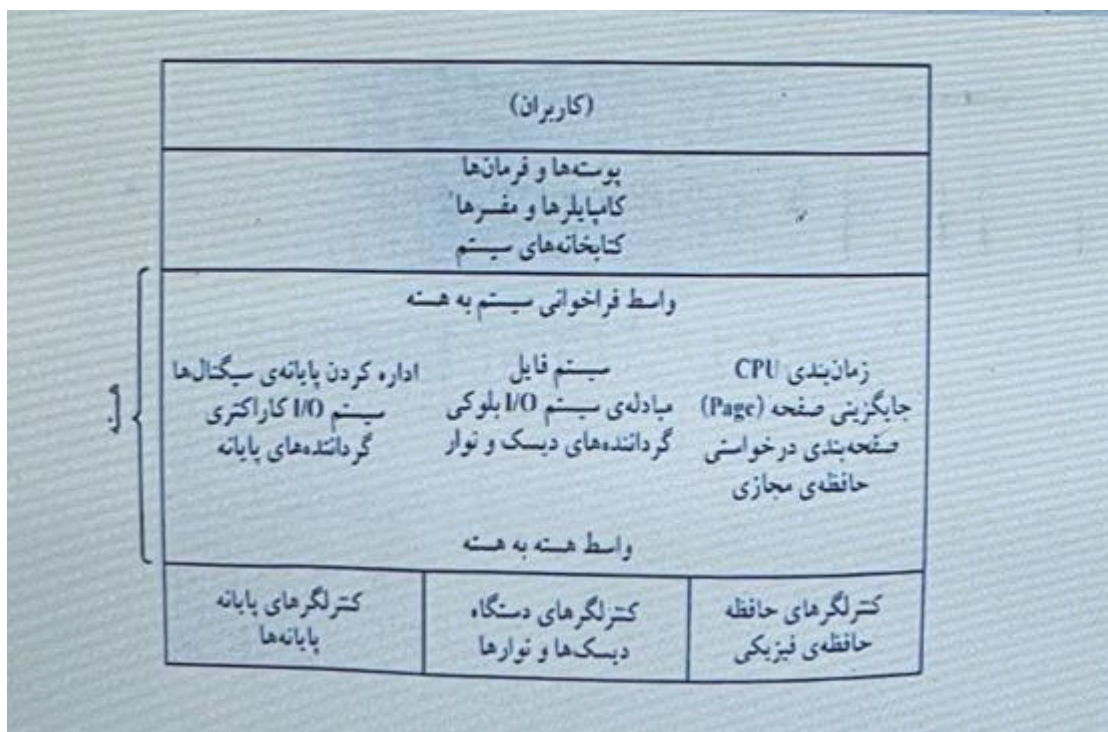 (کاربران)
پوسته‌ها و فرمان‌ها
کامپایلرها و مفسرها
کتابخانه‌های سیستم
واسط فراخوانی سیستم به هسته
زمان‌بندی CPU
جایگزینی صفحه (Page)
صفحه‌بندی درخواستی
حافظه‌ی مجازی
سیستم فایل
مبادله‌ی سیستم I/O بلوکی
گرداننده‌های دیسک و نوار
اداره کردن پایانه‌ی سیگنال‌ها
سیستم I/O کاراکتری
گرداننده‌های پایانه
هسته
واسط هسته به هسته
کنترلگرهای حافظه
حافظه‌ی فیزیکی
کنترلگرهای دستگاه
دیسک‌ها و نوارها
کنترلگرهای پایانه
پایانه‌ها